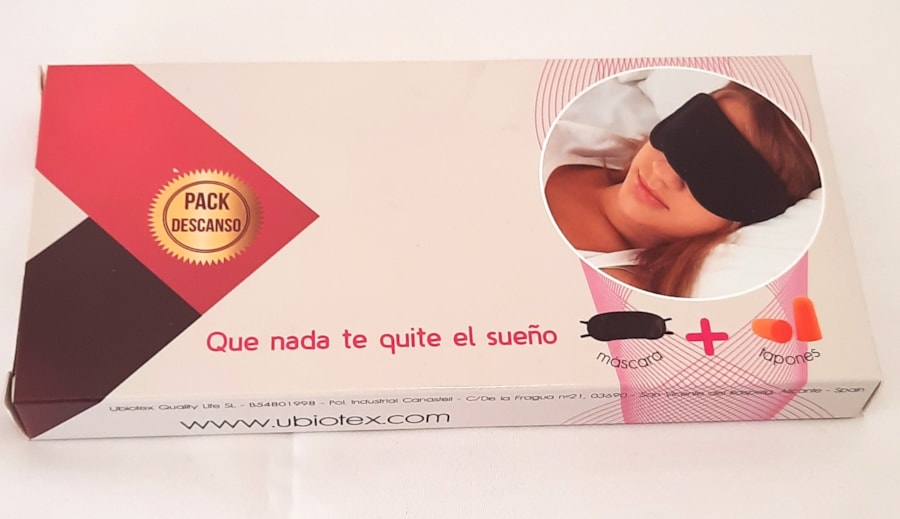 PACK
DESCANSO
Que nada te quite el sueño
máscara
tapones
Ubiotex Quality Life SL - B54801998 - Pol. Industrial Canastell - C/De la Fragua nº21, 03690 - San Vicente del Raspeig, Alicante - Spain
www.ubiotex.com